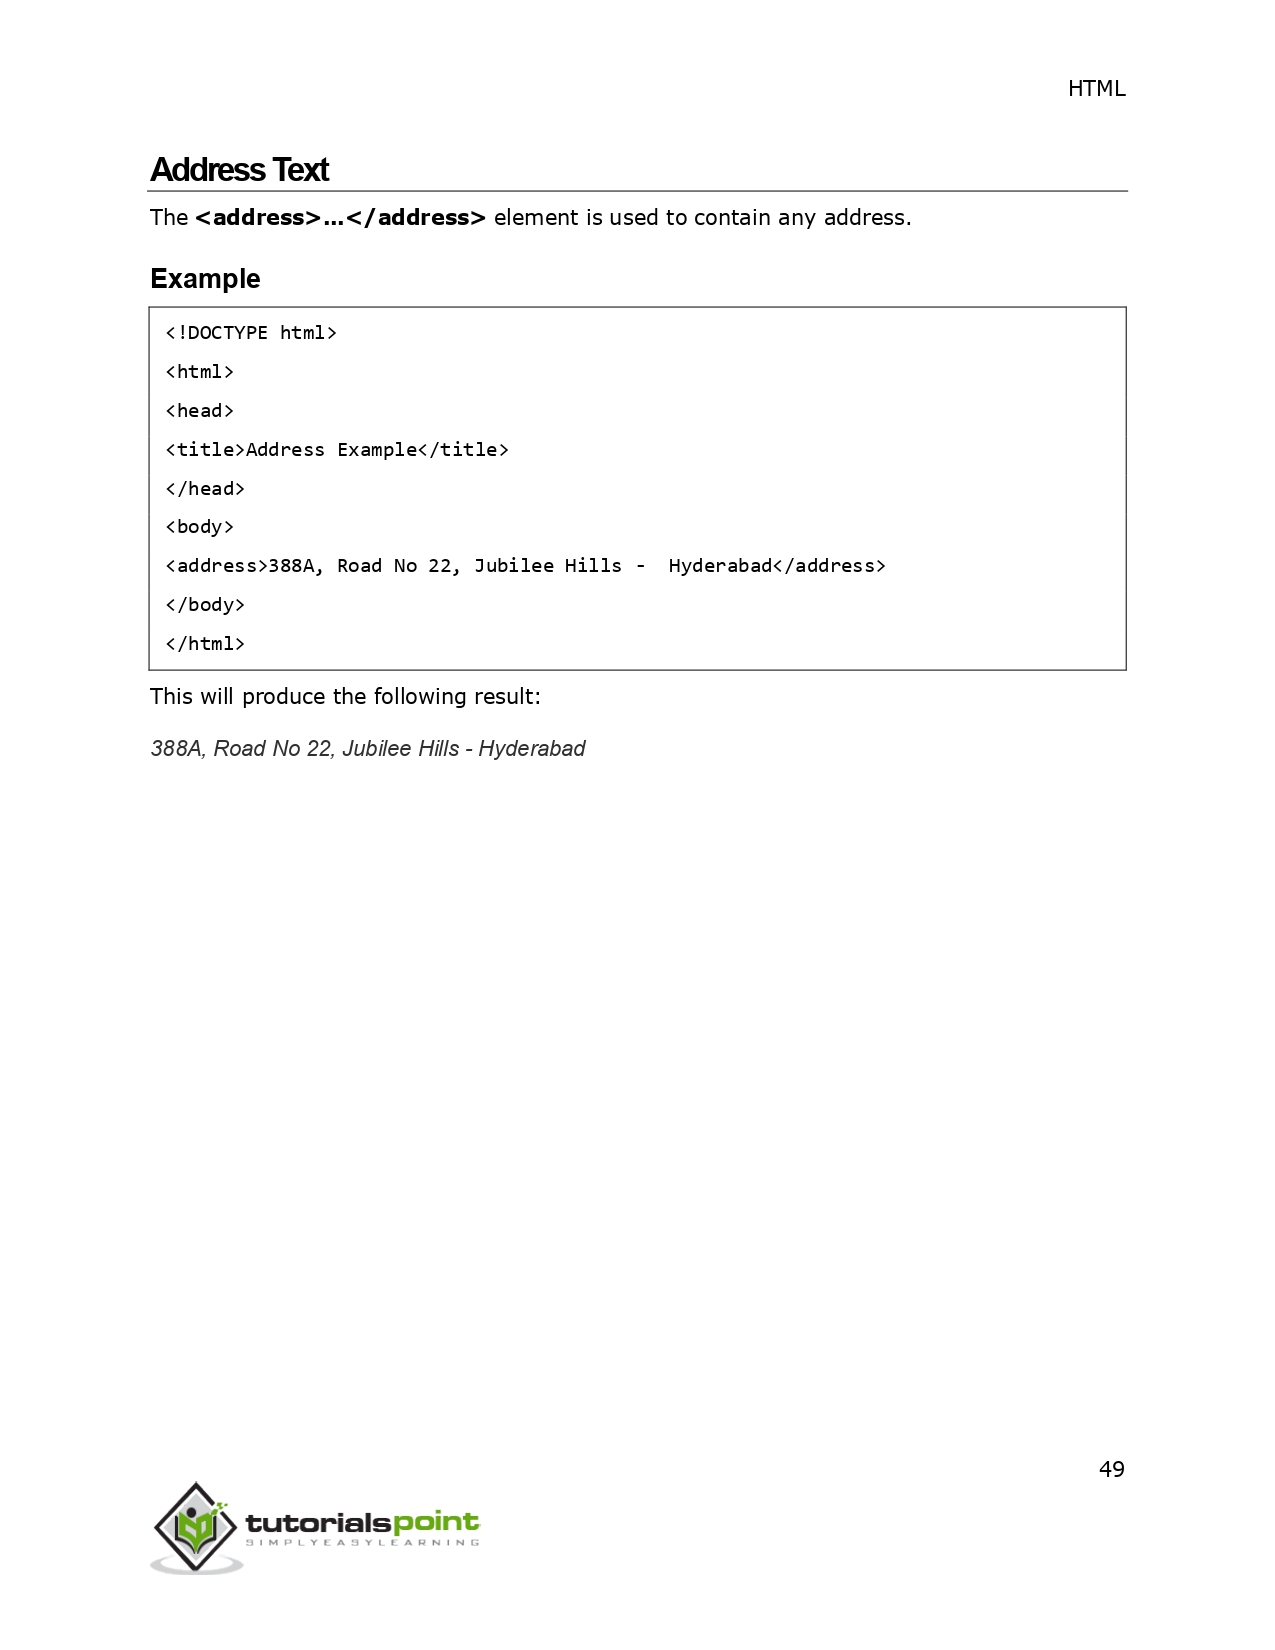 HTML
Address Text
The <address>...</address> element is used to contain any address.
Example
<!DOCTYPE html>
<html>
<head>
<title>Address Example</title>
</head>
<body>
<address>388A, Road No 22, Jubilee Hills -  Hyderabad</address>
</body>
</html>
This will produce the following result:
388A, Road No 22, Jubilee Hills - Hyderabad
49
tutorialspoint
SIMPLYEASYLEARNING